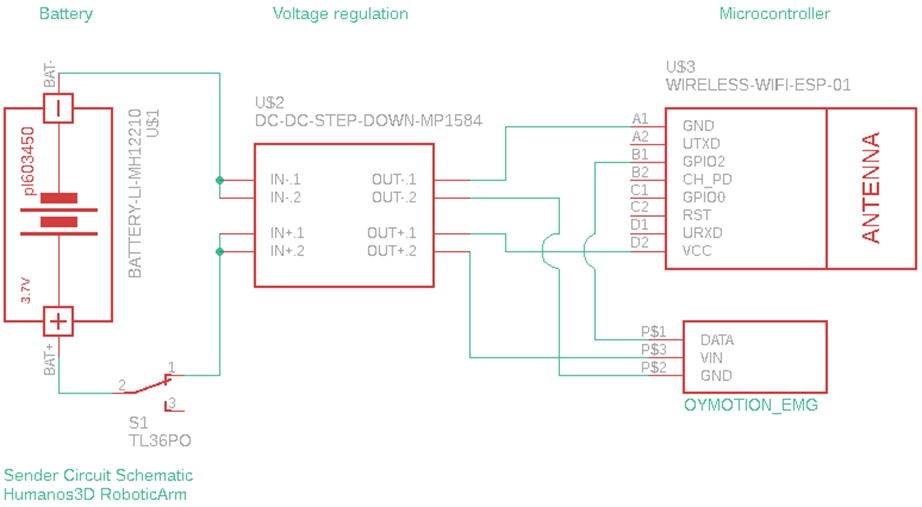 Battery
Voltage regulation
Microcontroller
BAT-
pl603450
3.7V
BAT+
U$1
BATTERY-LI-MH12210
U$2
DC-DC-STEP-DOWN-MP1584
IN-.1
IN-.2
IN+.1
IN+.2
OUT-.1
OUT-.2
OUT+.1
OUT+.2
U$3
WIRELESS-WIFI-ESP-01
A1 GND
A2 UTXD
B1 GPIO2
B2 CH_PD
C1 GPIO0
C2 RST
D1 URXD
D2 VCC
ANTENNA
P$1 DATA
P$3 VIN
P$2 GND
OYMOTION_EMG
1
2
3
S1
TL36PO
Sender Circuit Schematic
Humanos3D RoboticArm